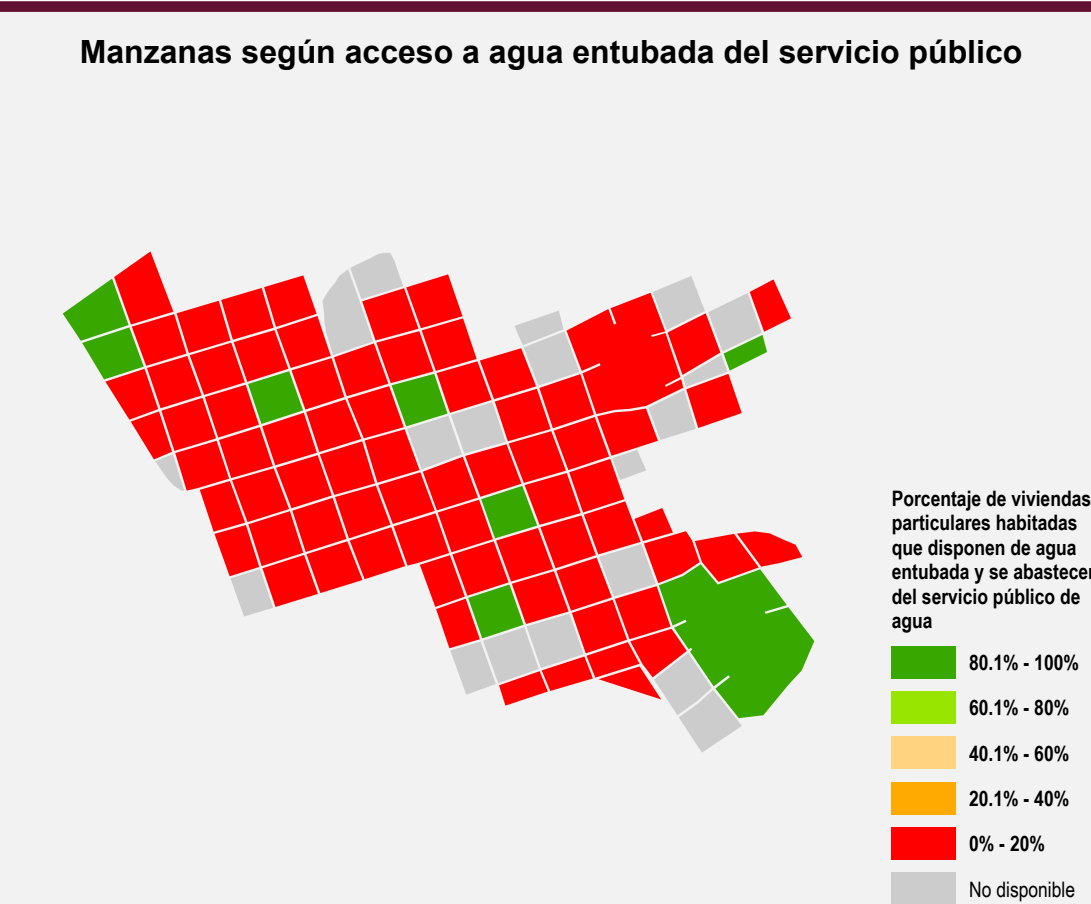 Manzanas según acceso a agua entubada del servicio público
Porcentaje de viviendas
particulares habitadas
que disponen de agua
entubada y se abastecen
del servicio público de
agua
80.1% - 100%
60.1% - 80%
40.1% - 60%
20.1% - 40%
0% - 20%
No disponible